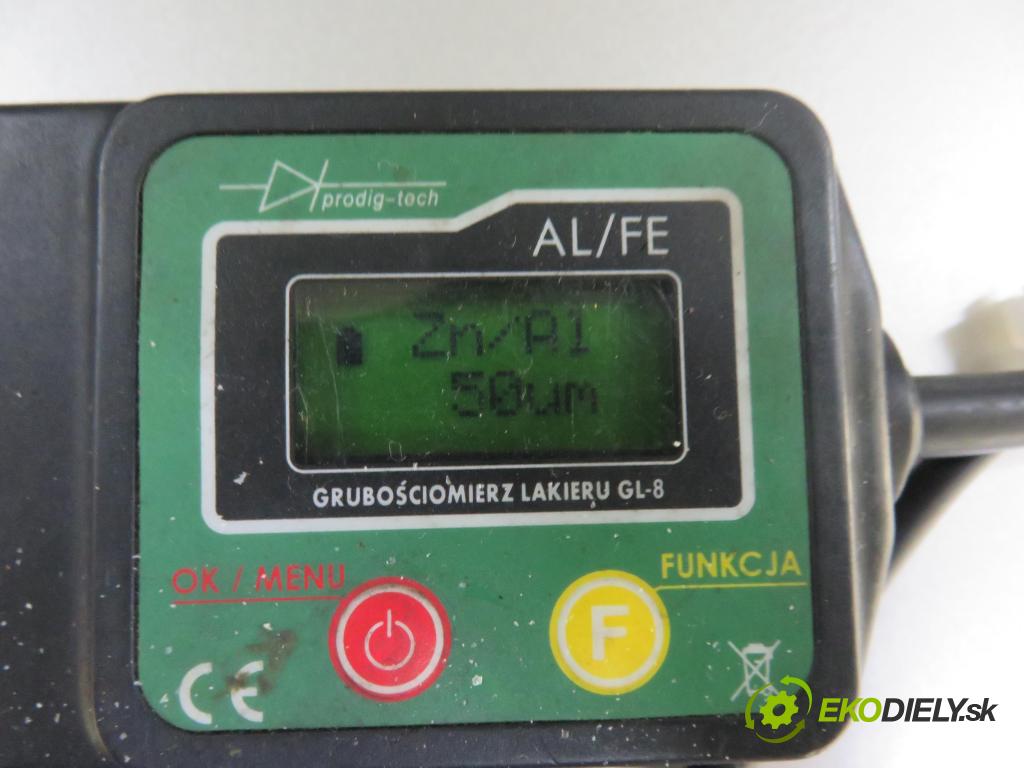 prodig-tech
AL/FE
Zn/Al
50um
GRUBOŚCIOMIERZ LAKIERU GL-8
OK / MENU
FUNKCJA
F
CE
EKODIELY.sk